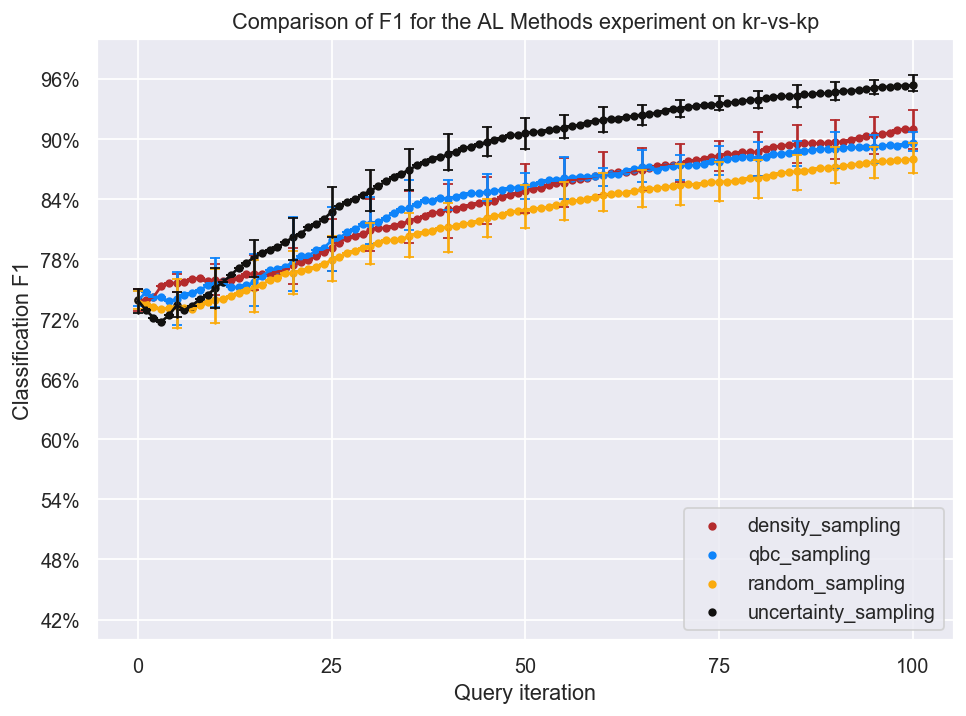 Comparison of F1 for the AL Methods experiment on kr-vs-kp
96%
90%
84%
78%
72%
66%
60%
54%
48%
42%
Classification F1
0
25
50
75
100
Query iteration
density_sampling
qbc_sampling
random_sampling
uncertainty_sampling